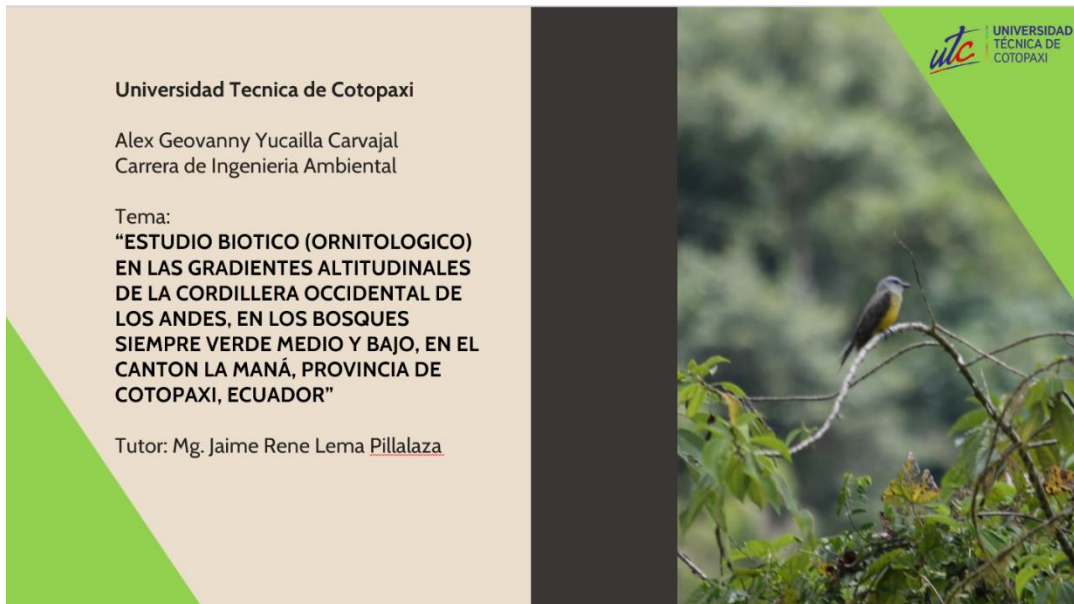 Universidad Tecnica de Cotopaxi
Alex Geovanny Yucailla Carvajal
Carrera de Ingenieria Ambiental
Tema:
“ESTUDIO BIOTICO (ORNITOLOGICO)
EN LAS GRADIENTES ALTITUDINALES
DE LA CORDILLERA OCCIDENTAL DE
LOS ANDES, EN LOS BOSQUES
SIEMPRE VERDE MEDIO Y BAJO, EN EL
CANTON LA MANÁ, PROVINCIA DE
COTOPAXI, ECUADOR”
Tutor: Mg. Jaime Rene Lema Pillalaza
utc
UNIVERSIDAD
TÉCNICA DE
COTOPAXI